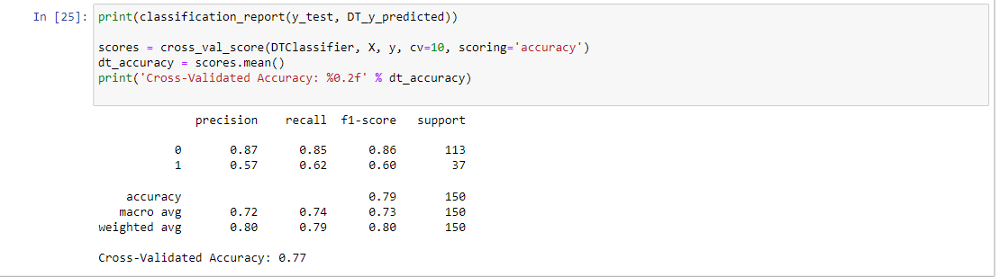 In [25]: print(classification_report(y_test, DT_y_predicted))
scores = cross_val_score(DTClassifier, X, y, cv=10, scoring='accuracy')
dt_accuracy = scores.mean()
print('Cross-Validated Accuracy: %0.2f' % dt_accuracy)
precision recall f1-score support
0 0.87 0.85 0.86 113
1 0.57 0.62 0.60 37
accuracy 0.79 150
macro avg 0.72 0.74 0.73 150
weighted avg 0.80 0.79 0.80 150
Cross-Validated Accuracy: 0.77